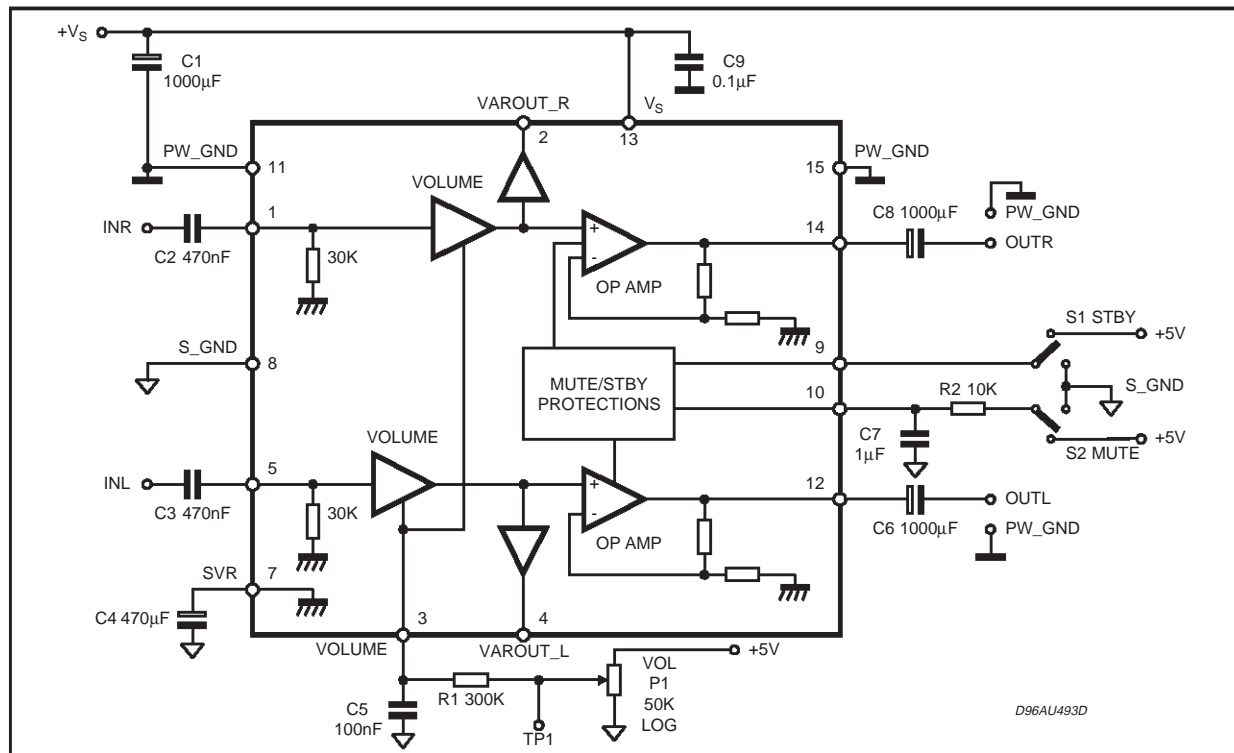 +VS
C1
1000µF
C9
0.1µF
VAROUT_R
VS
2
13
PW_GND
11
15
PW_GND
VOLUME
INR
C2 470nF
1
30K
+
-
OP AMP
14
C8 1000µF
PW_GND
OUTR
S_GND
8
MUTE/STBY
PROTECTIONS
9
10
S1 STBY
+5V
S_GND
R2 10K
C7
1µF
S2 MUTE
+5V
VOLUME
INL
C3 470nF
5
30K
+
-
OP AMP
12
C6 1000µF
OUTL
PW_GND
SVR
7
C4 470µF
3
4
VOLUME
VAROUT_L
C5
100nF
R1 300K
TP1
VOL
P1
50K
LOG
+5V
D96AU493D